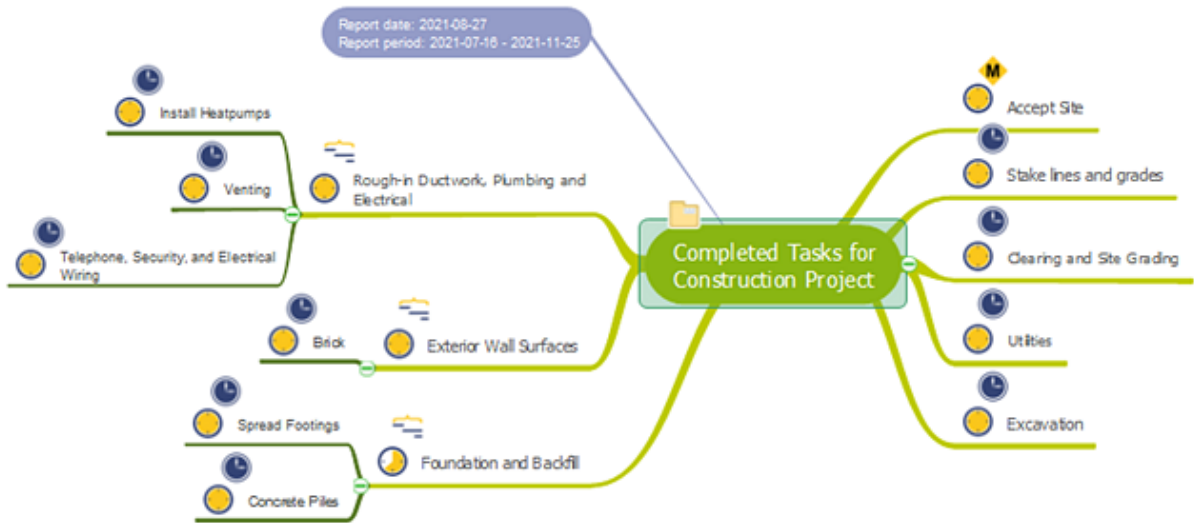 Report date: 2021-08-27
Report period: 2021-07-16 - 2021-11-25
Install Heatpumps
Venting
Telephone, Security, and Electrical
Wiring
Rough-in Ductwork, Plumbing and
Electrical
Brick
Exterior Wall Surfaces
Spread Footings
Concrete Piles
Foundation and Backfill
Completed Tasks for
Construction Project
M
Accept Site
Stake lines and grades
Clearing and Site Grading
Utilities
Excavation